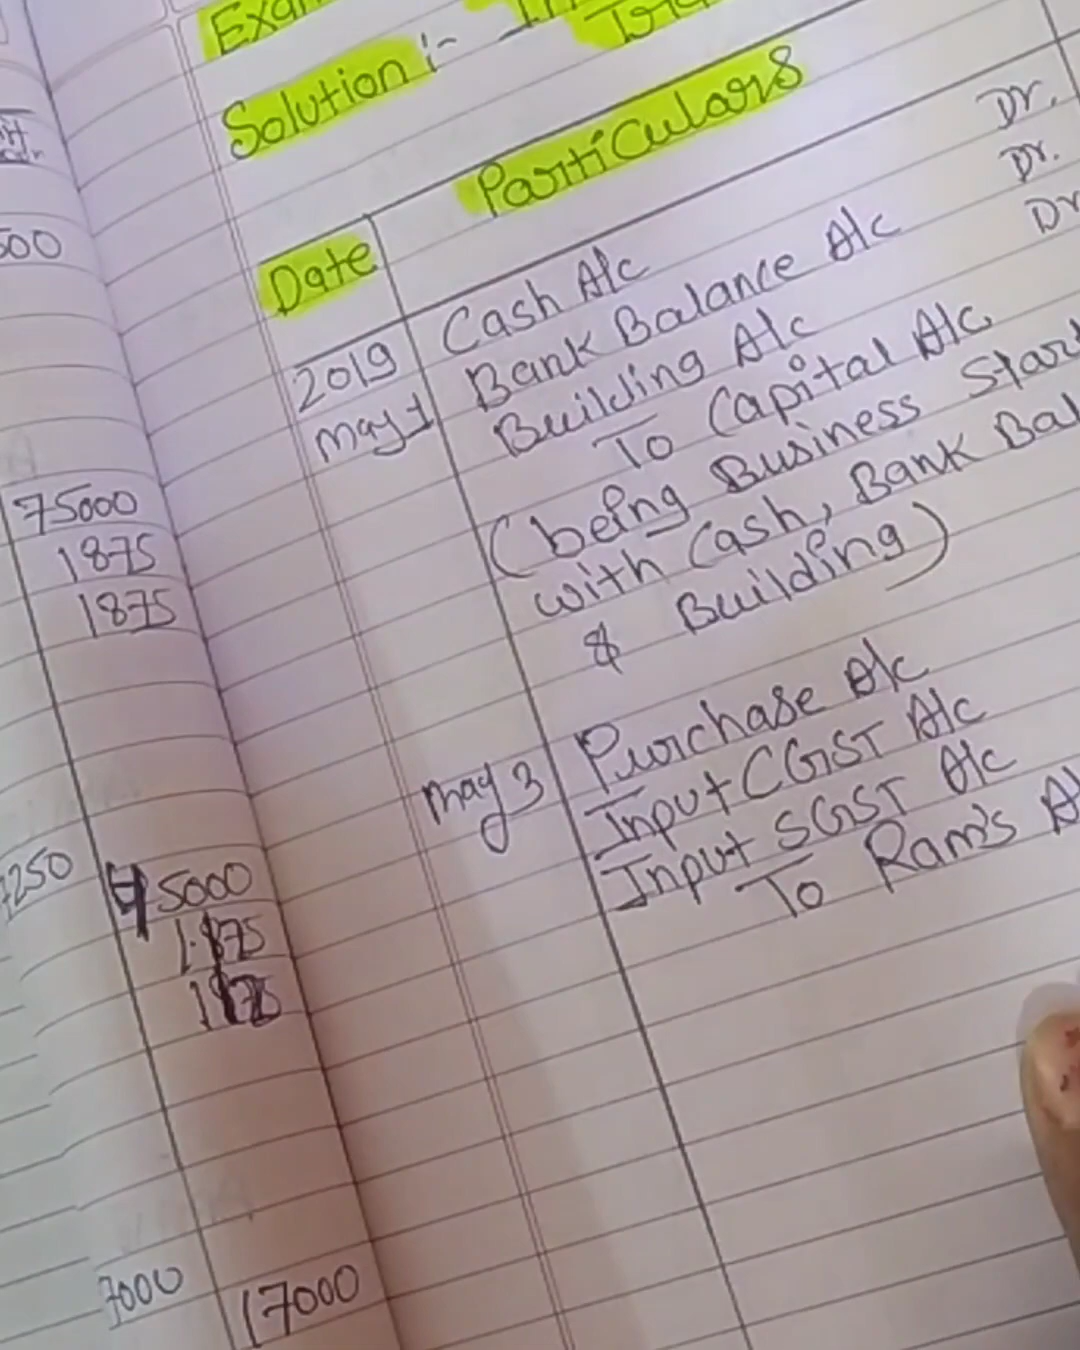 Solution :-
Particulars
Date
Dr.
Dr.
Dr
2019
Cash A/c
May 1
Bank Balance A/c
Building A/c
To Capital A/c
(being Business Start
with Cash, Bank Bal
& Building)
May 3
Purchase A/c
Input CGST A/c
Input SGST A/c
To Ram's A
500
75000
1875
1875
250
5000
1875
7000
17000